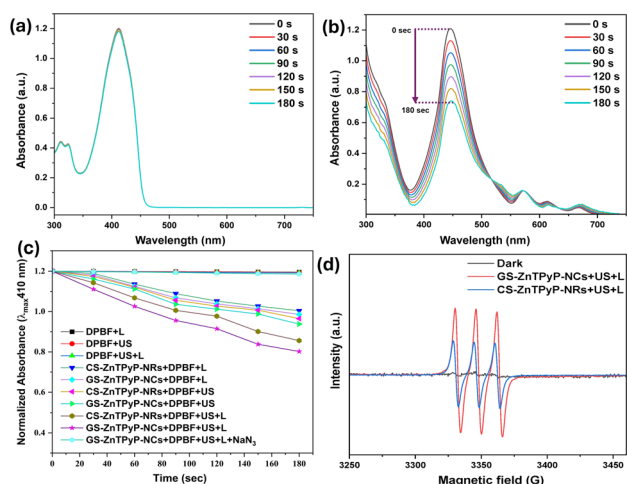 (a)
Absorbance (a.u.)
1.2
1.0
0.8
0.6
0.4
0.2
0.0
300 400 500 600 700
Wavelength (nm)
0 s
30 s
60 s
90 s
120 s
150 s
180 s
(b)
Absorbance (a.u.)
1.2
1.0
0.8
0.6
0.4
0.2
300 400 500 600 700
Wavelength (nm)
0 sec
180 sec
0 s
30 s
60 s
90 s
120 s
150 s
180 s
(c)
Normalized Absorbance (λmax410 nm)
1.4
1.2
1.0
0.8
0.6
0.4
0 20 40 60 80 100 120 140 160 180
Time (sec)
DPBF+L
DPBF+US
DPBF+US+L
CS-ZnTPyP-NRs+DPBF+L
GS-ZnTPyP-NCs+DPBF+L
CS-ZnTPyP-NRs+DPBF+US
GS-ZnTPyP-NCs+DPBF+US
CS-ZnTPyP-NRs+DPBF+US+L
GS-ZnTPyP-NCs+DPBF+US+L
GS-ZnTPyP-NCs+DPBF+US+L+NaN₃
(d)
Intensity (a.u.)
Dark
GS-ZnTPyP-NCs+US+L
CS-ZnTPyP-NRs+US+L
3250 3300 3350 3400 3450
Magnetic field (G)